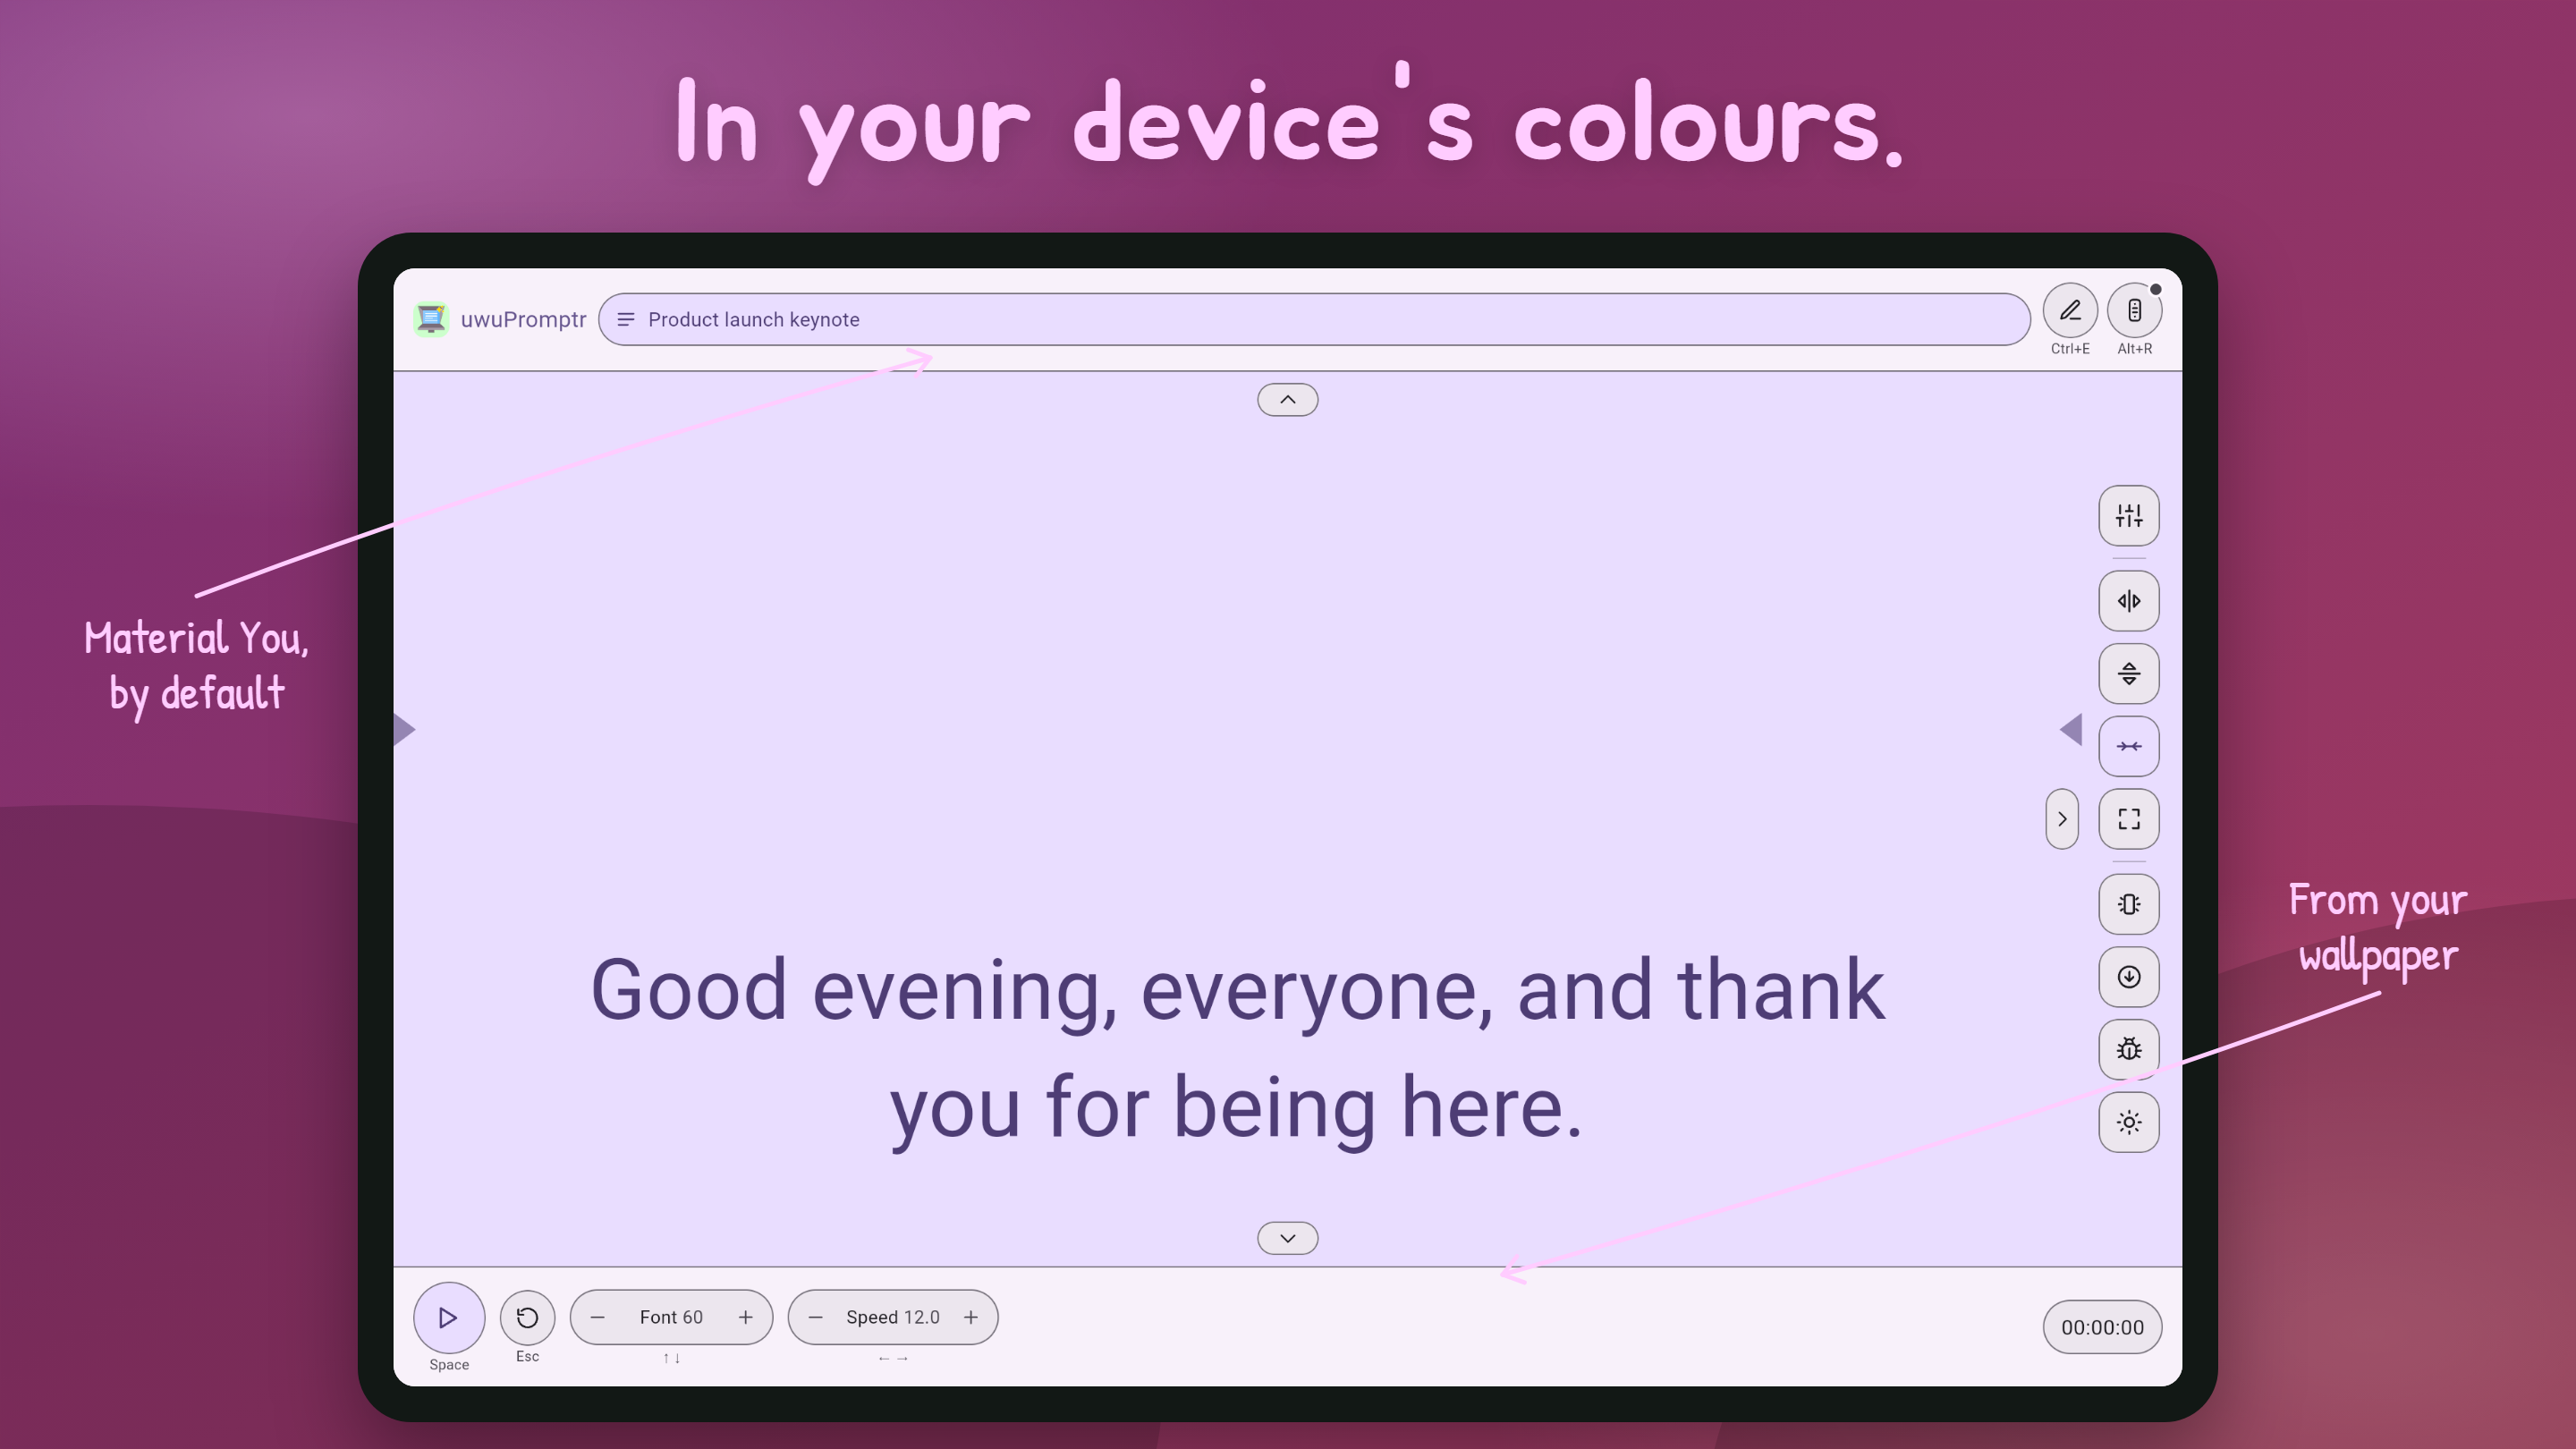 In your device's colours.
uwuPromptr
Product launch keynote
Ctrl+E
Alt+R
Material You,
by default
From your
wallpaper
Good evening, everyone, and thank
you for being here.
Space
Esc
Font 60
↑ ↓
Speed 12.0
← →
00:00:00